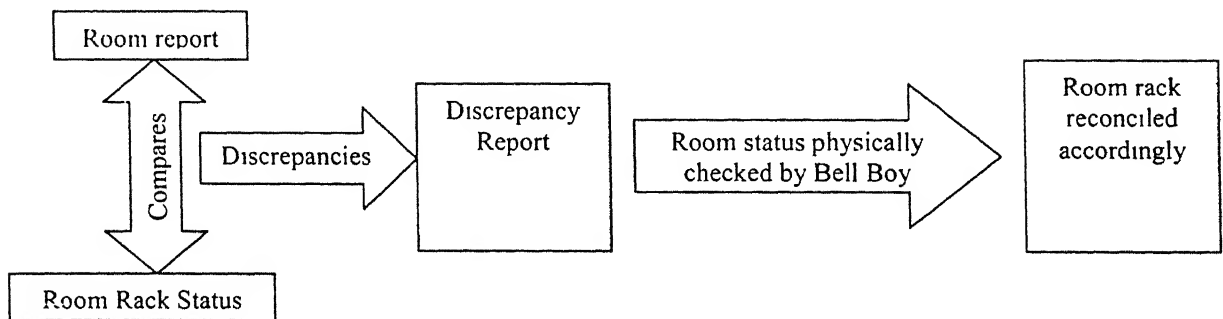 Room report
Compares
Discrepancies
Room Rack Status
Discrepancy
Report
Room status physically
checked by Bell Boy
Room rack
reconciled
accordingly